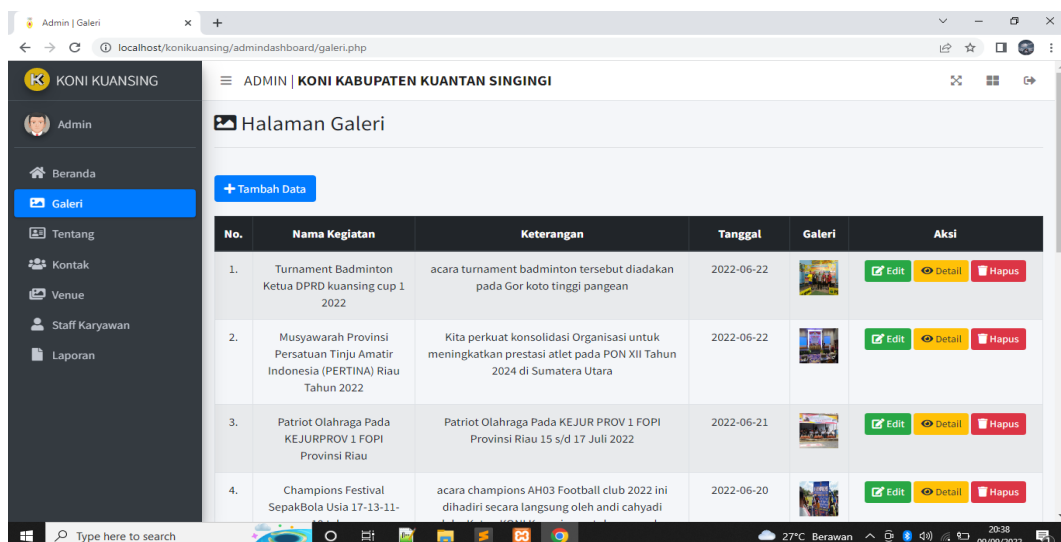 Admin | Galeri
localhost/konikuansing/admindashboard/galeri.php
KONI KUANSING
ADMIN | KONI KABUPATEN KUANTAN SINGINGI
Admin
Halaman Galeri
Beranda
Galeri
Tentang
Kontak
Venue
Staff Karyawan
Laporan
+ Tambah Data
No. Nama Kegiatan Keterangan Tanggal Galeri Aksi
1. Turnament Badminton acara turnament badminton tersebut diadakan 2022-06-22 Edit Detail Hapus
Ketua DPRD kuansing cup 1 pada Gor koto tinggi pangean
2022
2. Musyawarah Provinsi Kita perkuat konsolidasi Organisasi untuk 2022-06-22 Edit Detail Hapus
Persatuan Tinju Amatir meningkatkan prestasi atlet pada PON XII Tahun
Indonesia (PERTINA) Riau 2024 di Sumatera Utara
Tahun 2022
3. Patriot Olahraga Pada Patriot Olahraga Pada KEJUR PROV 1 FOPI 2022-06-21 Edit Detail Hapus
KEJURPROV 1 FOPI Provinsi Riau 15 s/d 17 Juli 2022
Provinsi Riau
4. Champions Festival acara champions AH03 Football club 2022 ini 2022-06-20 Edit Detail Hapus
SepakBola Usia 17-13-11- dihadiri secara langsung oleh andi cahyadi
Type here to search
27°C Berawan
20:38
09/09/2022